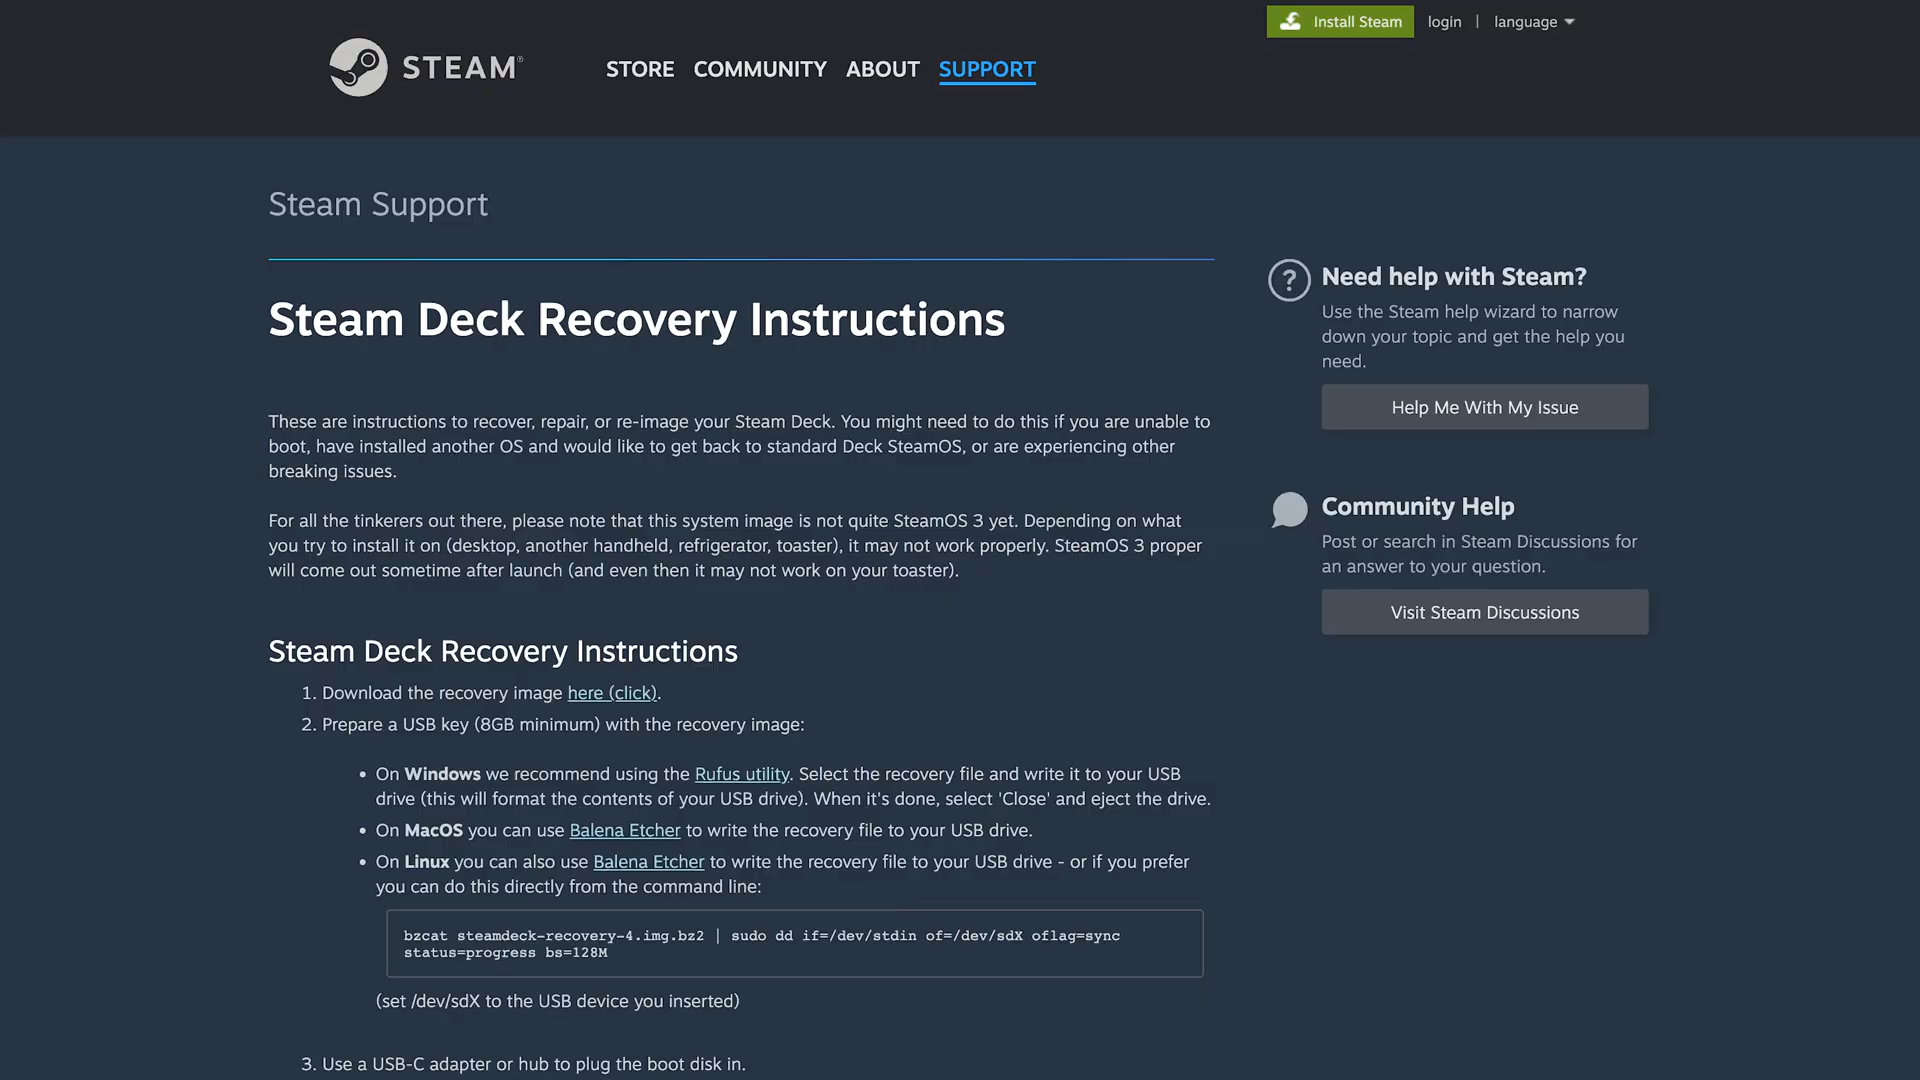 Install Steam login | language
STEAM®
STORE COMMUNITY ABOUT SUPPORT
Steam Support
Steam Deck Recovery Instructions
These are instructions to recover, repair, or re-image your Steam Deck. You might need to do this if you are unable to
boot, have installed another OS and would like to get back to standard Deck SteamOS, or are experiencing other
breaking issues.
For all the tinkerers out there, please note that this system image is not quite SteamOS 3 yet. Depending on what
you try to install it on (desktop, another handheld, refrigerator, toaster), it may not work properly. SteamOS 3 proper
will come out sometime after launch (and even then it may not work on your toaster).
Steam Deck Recovery Instructions
1. Download the recovery image here (click).
2. Prepare a USB key (8GB minimum) with the recovery image:
• On Windows we recommend using the Rufus utility. Select the recovery file and write it to your USB
drive (this will format the contents of your USB drive). When it's done, select 'Close' and eject the drive.
• On MacOS you can use Balena Etcher to write the recovery file to your USB drive.
• On Linux you can also use Balena Etcher to write the recovery file to your USB drive - or if you prefer
you can do this directly from the command line:
bzcat steamdeck-recovery-4.img.bz2 | sudo dd if=/dev/stdin of=/dev/sdX oflag=sync
status=progress bs=128M
(set /dev/sdX to the USB device you inserted)
3. Use a USB-C adapter or hub to plug the boot disk in.
? Need help with Steam?
Use the Steam help wizard to narrow
down your topic and get the help you
need.
Help Me With My Issue
Community Help
Post or search in Steam Discussions for
an answer to your question.
Visit Steam Discussions